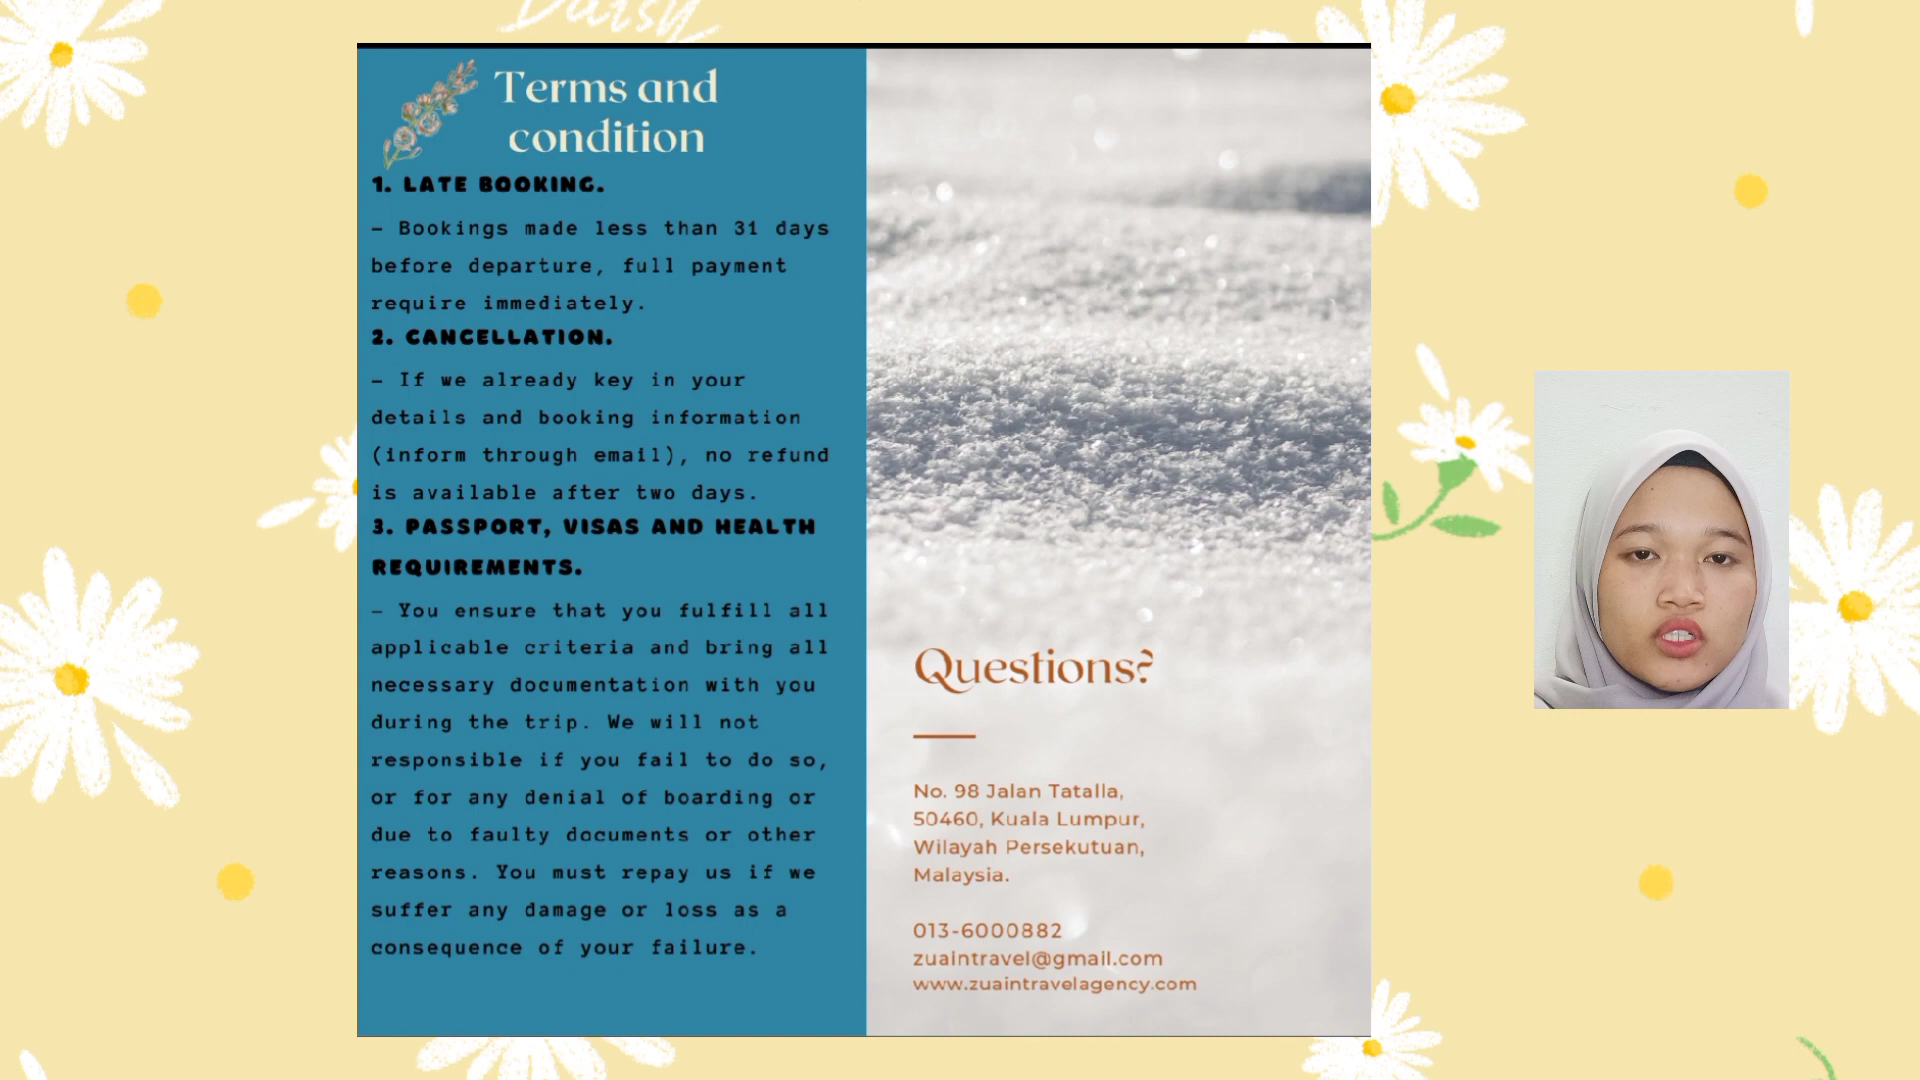 Daisy
Terms and
condition
1. LATE BOOKING.
– Bookings made less than 31 days
before departure, full payment
require immediately.
2. CANCELLATION.
– If we already key in your
details and booking information
(inform through email), no refund
is available after two days.
3. PASSPORT, VISAS AND HEALTH
REQUIREMENTS.
– You ensure that you fulfill all
applicable criteria and bring all
necessary documentation with you
during the trip. We will not
responsible if you fail to do so,
or for any denial of boarding or
due to faulty documents or other
reasons. You must repay us if we
suffer any damage or loss as a
consequence of your failure.
Questions?
No. 98 Jalan Tatalla,
50460, Kuala Lumpur,
Wilayah Persekutuan,
Malaysia.
013-6000882
zuaintravel@gmail.com
www.zuaintravelagency.com